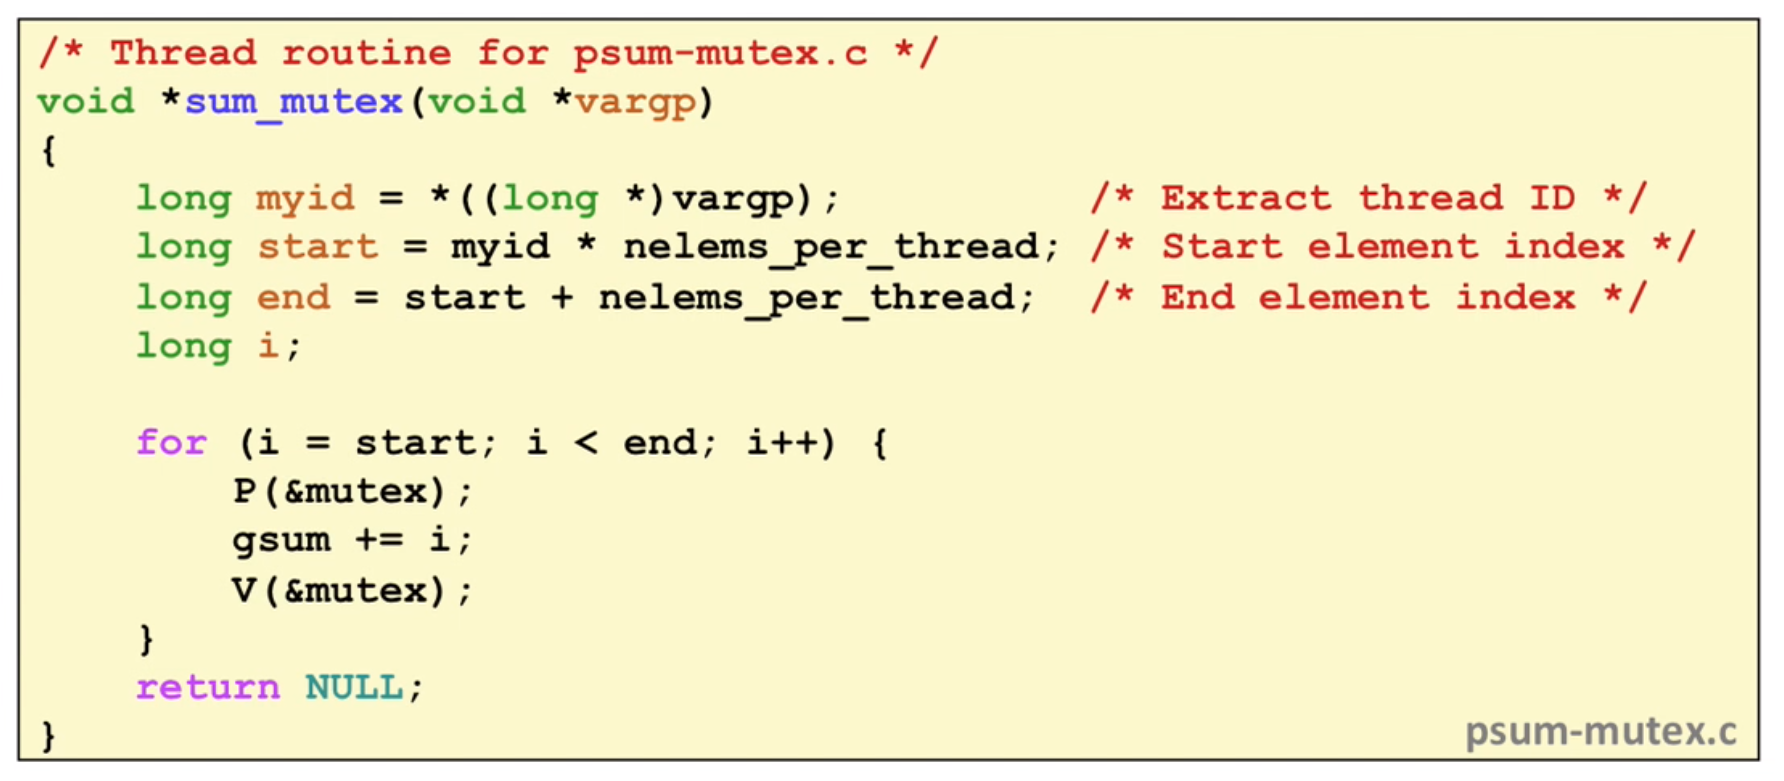 /* Thread routine for psum-mutex.c */
void *sum_mutex(void *vargp)
{
    long myid = *((long *)vargp);          /* Extract thread ID */
    long start = myid * nelems_per_thread; /* Start element index */
    long end = start + nelems_per_thread;  /* End element index */
    long i;

    for (i = start; i < end; i++) {
        P(&mutex);
        gsum += i;
        V(&mutex);
    }
    return NULL;
}
psum-mutex.c